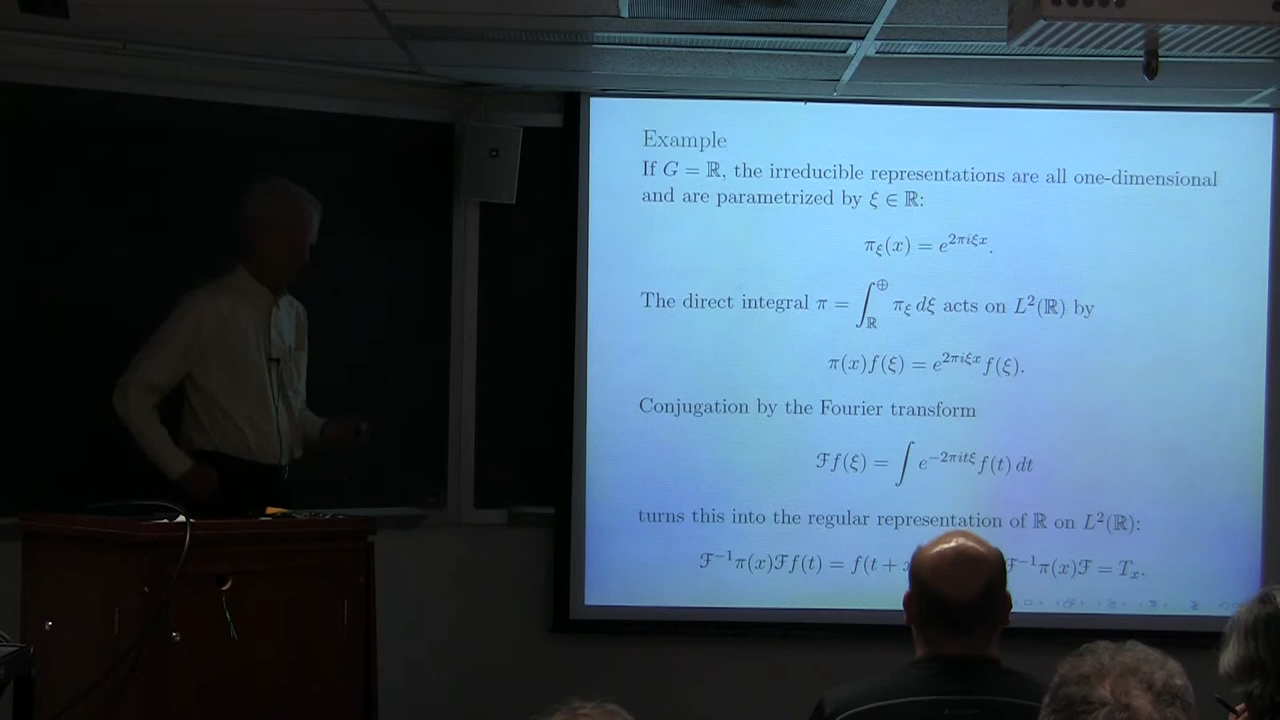 Example
If G = ℝ, the irreducible representations are all one-dimensional
and are parametrized by ξ ∈ ℝ:
π_ξ(x) = e^{2πiξx}.
The direct integral π = ∫_ℝ^⊕ π_ξ dξ acts on L²(ℝ) by
π(x)f(ξ) = e^{2πiξx} f(ξ).
Conjugation by the Fourier transform
ℱf(ξ) = ∫ e^{−2πitξ} f(t) dt
turns this into the regular representation of ℝ on L²(ℝ):
ℱ⁻¹π(x)ℱf(t) = f(t + ℱ⁻¹π(x)ℱ = T_x.